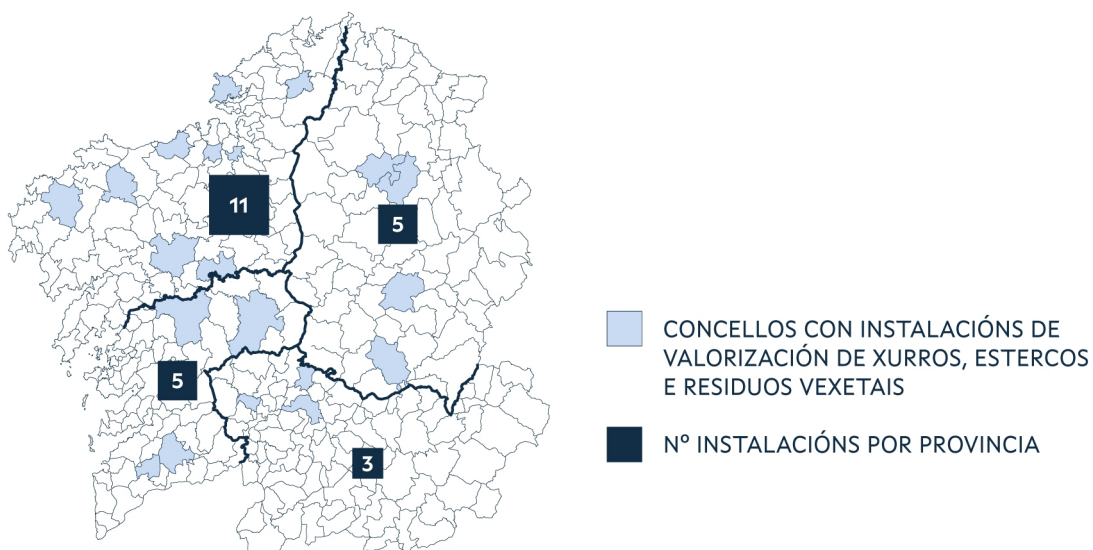 11
5
5
3
CONCELLOS CON INSTALACIÓNS DE
VALORIZACIÓN DE XURROS, ESTERCOS
E RESIDUOS VEXETAIS
Nº INSTALACIÓNS POR PROVINCIA